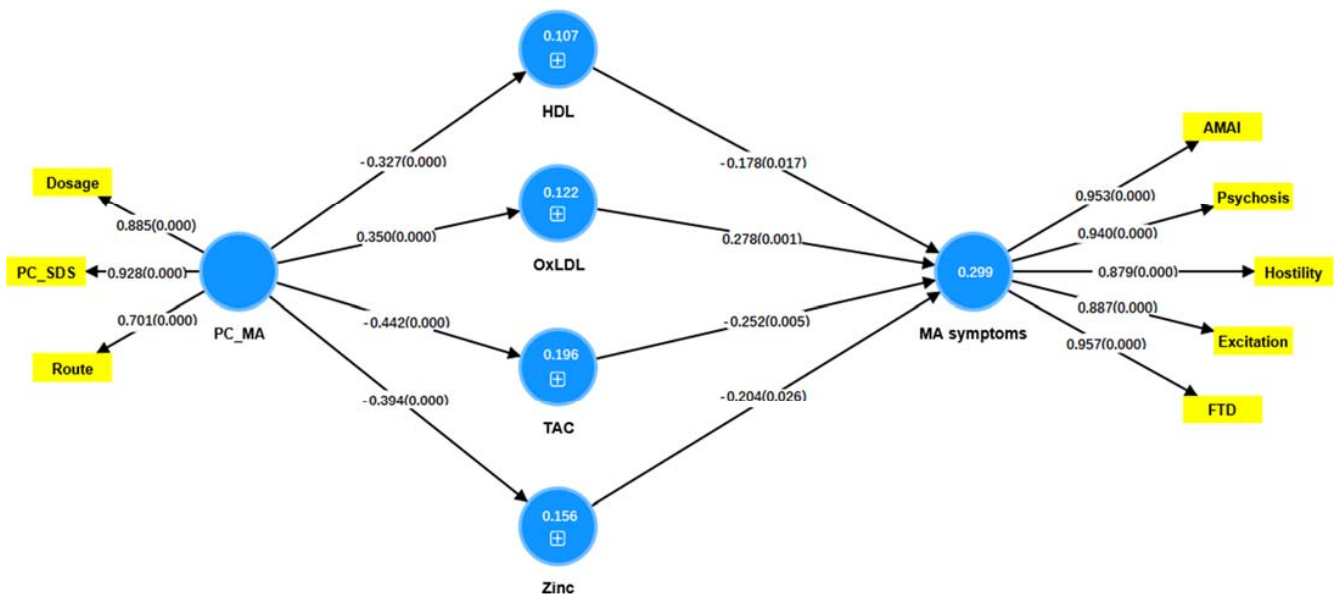 0.107
HDL
-0.327(0.000)
-0.178(0.017)
AMAI
Dosage
0.885(0.000)
0.122
OxLDL
0.350(0.000)
0.278(0.001)
0.953(0.000)
Psychosis
0.940(0.000)
PC_SDS
0.928(0.000)
PC_MA
0.299
MA symptoms
0.879(0.000)
Hostility
0.701(0.000)
Route
-0.442(0.000)
0.196
TAC
-0.252(0.005)
0.887(0.000)
Excitation
0.957(0.000)
FTD
-0.394(0.000)
-0.204(0.026)
0.156
Zinc